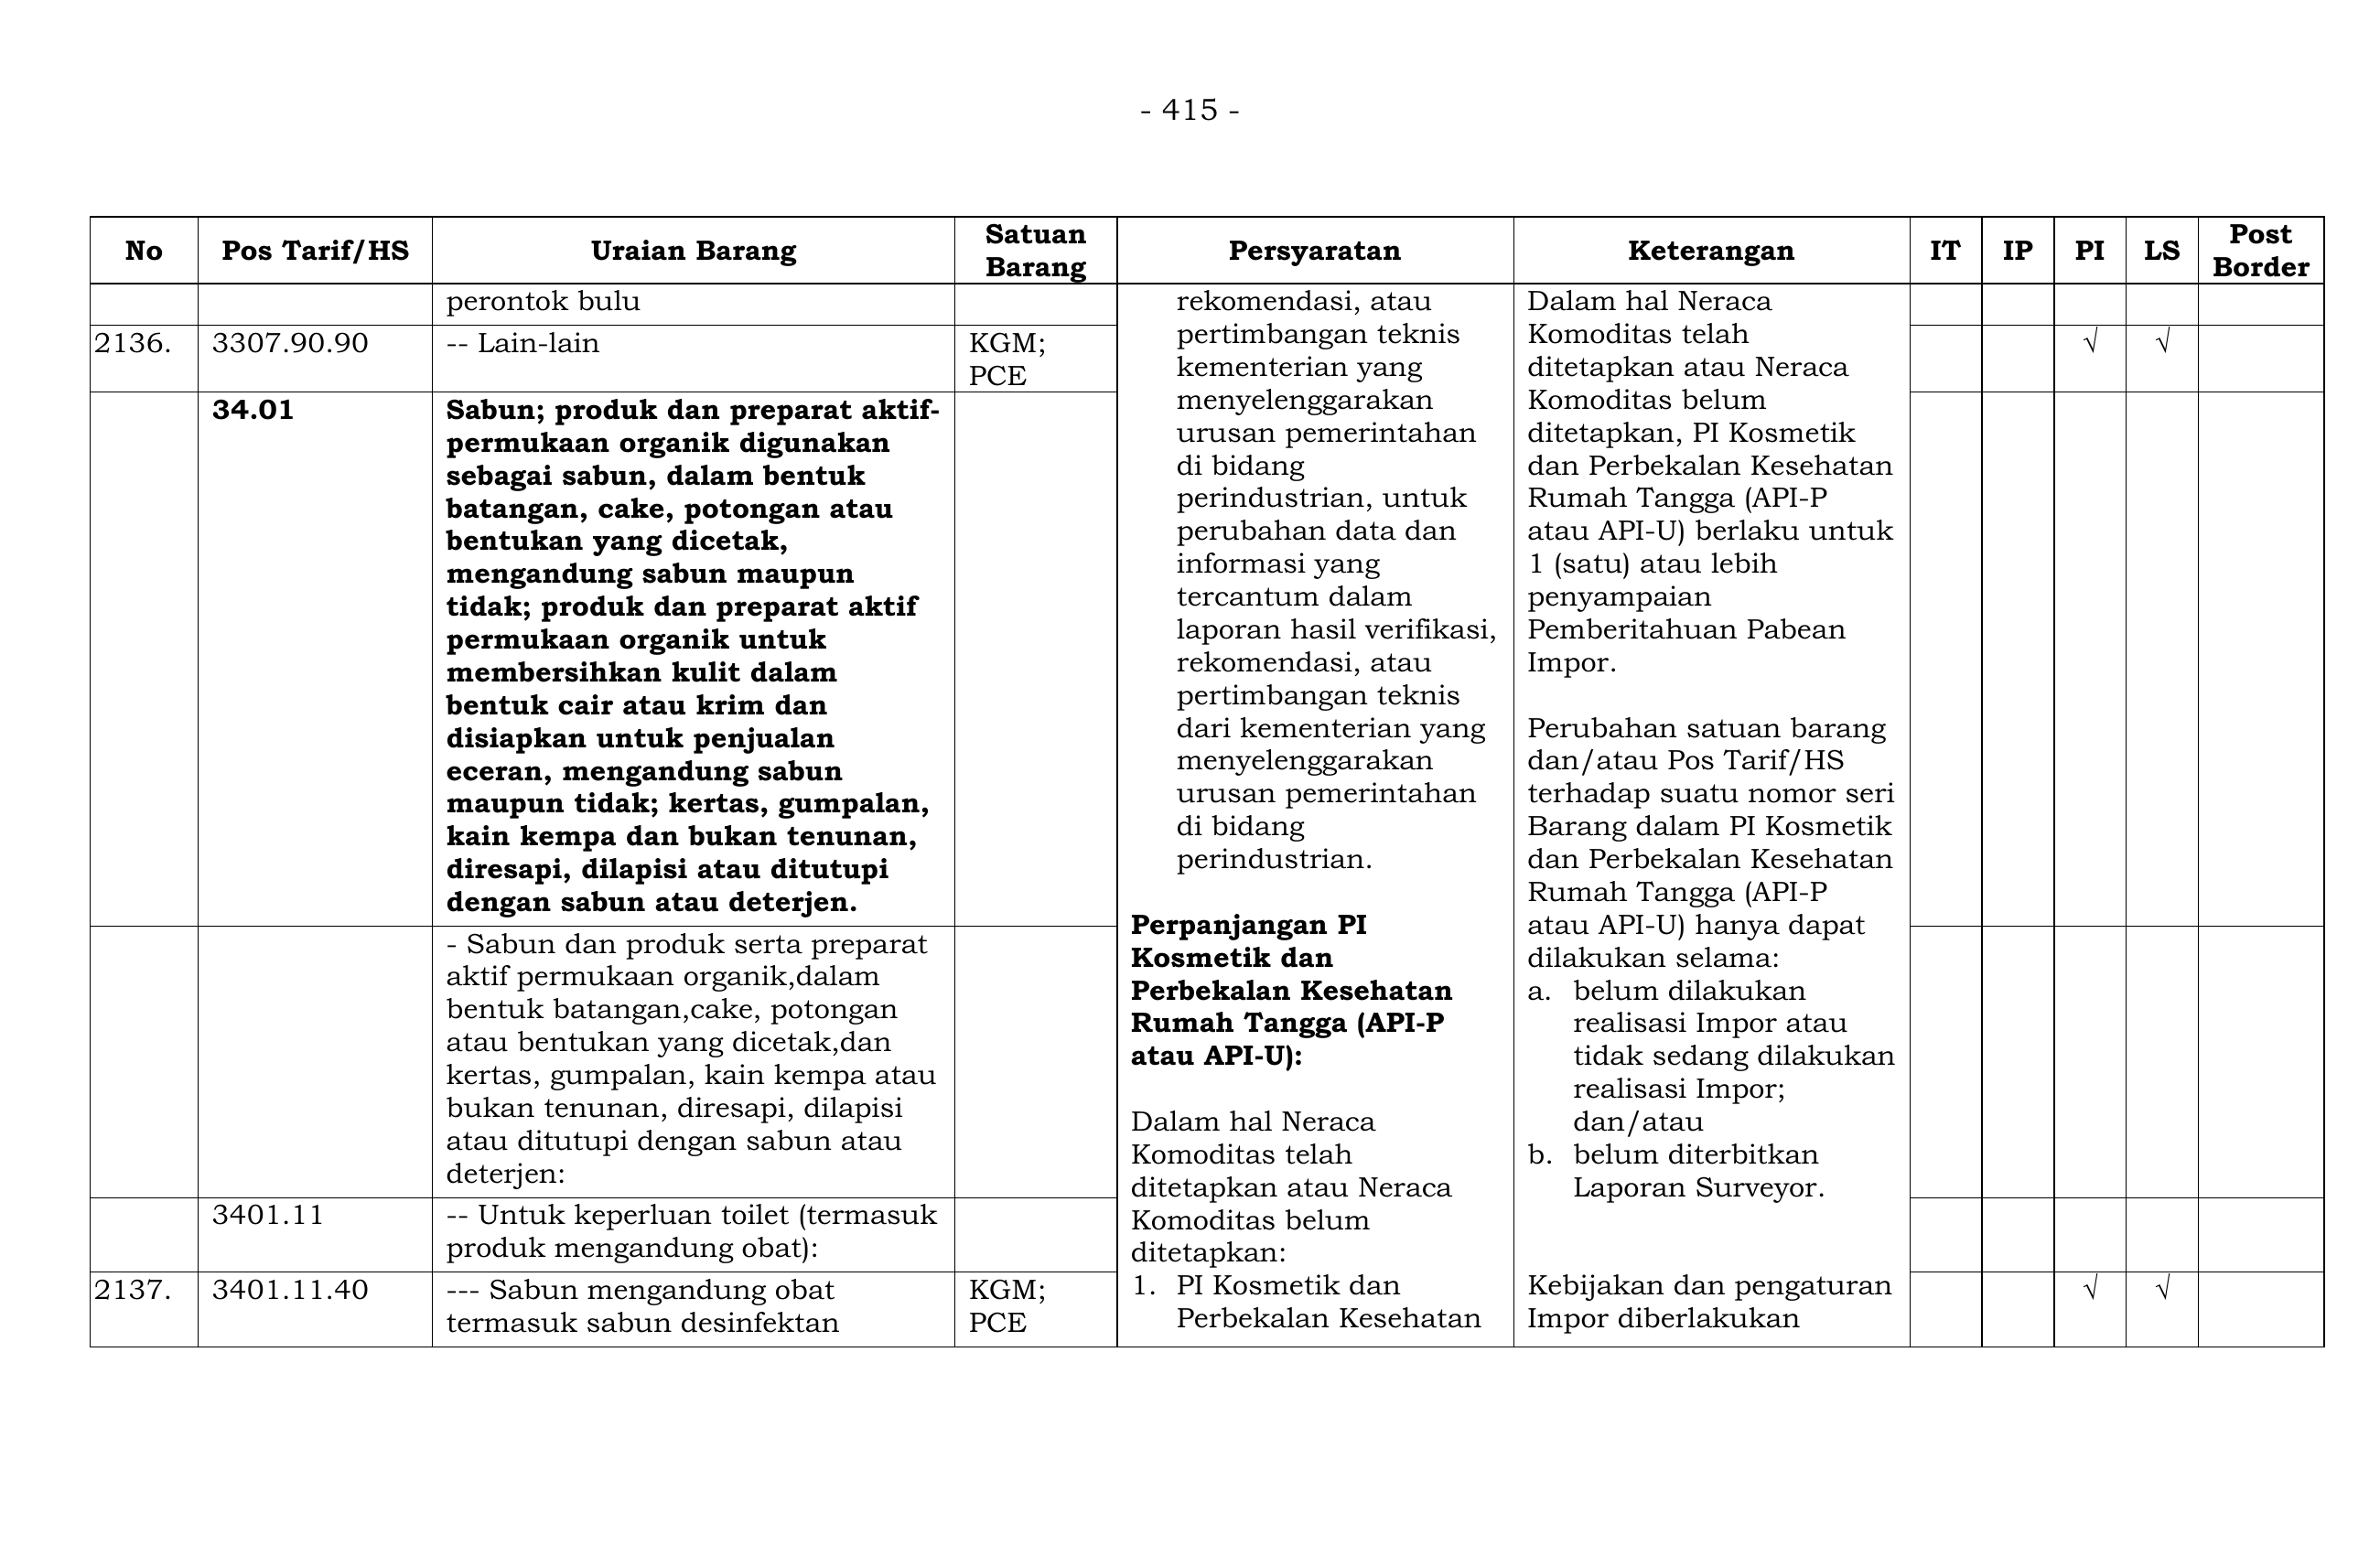 - 415 -
No
Pos Tarif/HS
Uraian Barang
Satuan
Barang
Persyaratan
Keterangan
IT
IP
PI
LS
Post
Border
perontok bulu
2136.
3307.90.90
-- Lain-lain
KGM;
PCE
√
√
34.01
Sabun; produk dan preparat aktif-
permukaan organik digunakan
sebagai sabun, dalam bentuk
batangan, cake, potongan atau
bentukan yang dicetak,
mengandung sabun maupun
tidak; produk dan preparat aktif
permukaan organik untuk
membersihkan kulit dalam
bentuk cair atau krim dan
disiapkan untuk penjualan
eceran, mengandung sabun
maupun tidak; kertas, gumpalan,
kain kempa dan bukan tenunan,
diresapi, dilapisi atau ditutupi
dengan sabun atau deterjen.
- Sabun dan produk serta preparat
aktif permukaan organik,dalam
bentuk batangan,cake, potongan
atau bentukan yang dicetak,dan
kertas, gumpalan, kain kempa atau
bukan tenunan, diresapi, dilapisi
atau ditutupi dengan sabun atau
deterjen:
3401.11
-- Untuk keperluan toilet (termasuk
produk mengandung obat):
2137.
3401.11.40
--- Sabun mengandung obat
termasuk sabun desinfektan
KGM;
PCE
√
√
rekomendasi, atau
pertimbangan teknis
kementerian yang
menyelenggarakan
urusan pemerintahan
di bidang
perindustrian, untuk
perubahan data dan
informasi yang
tercantum dalam
laporan hasil verifikasi,
rekomendasi, atau
pertimbangan teknis
dari kementerian yang
menyelenggarakan
urusan pemerintahan
di bidang
perindustrian.
Perpanjangan PI
Kosmetik dan
Perbekalan Kesehatan
Rumah Tangga (API-P
atau API-U):
Dalam hal Neraca
Komoditas telah
ditetapkan atau Neraca
Komoditas belum
ditetapkan:
1. PI Kosmetik dan
Perbekalan Kesehatan
Dalam hal Neraca
Komoditas telah
ditetapkan atau Neraca
Komoditas belum
ditetapkan, PI Kosmetik
dan Perbekalan Kesehatan
Rumah Tangga (API-P
atau API-U) berlaku untuk
1 (satu) atau lebih
penyampaian
Pemberitahuan Pabean
Impor.
Perubahan satuan barang
dan/atau Pos Tarif/HS
terhadap suatu nomor seri
Barang dalam PI Kosmetik
dan Perbekalan Kesehatan
Rumah Tangga (API-P
atau API-U) hanya dapat
dilakukan selama:
a. belum dilakukan
realisasi Impor atau
tidak sedang dilakukan
realisasi Impor;
dan/atau
b. belum diterbitkan
Laporan Surveyor.
Kebijakan dan pengaturan
Impor diberlakukan